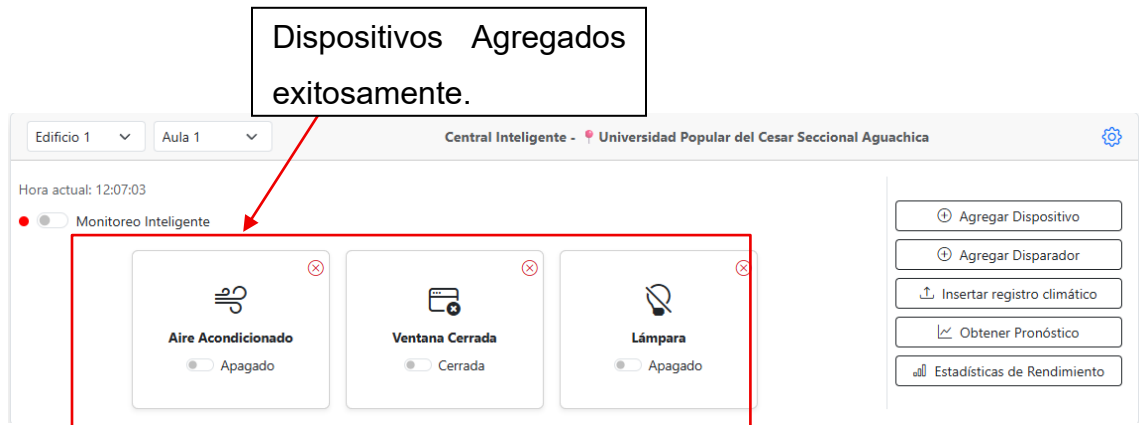 Dispositivos Agregados
exitosamente.
Edificio 1
Aula 1
Central Inteligente - Universidad Popular del Cesar Seccional Aguachica
Hora actual: 12:07:03
Monitoreo Inteligente
Aire Acondicionado
Apagado
Ventana Cerrada
Cerrada
Lámpara
Apagado
Agregar Dispositivo
Agregar Disparador
Insertar registro climático
Obtener Pronóstico
Estadísticas de Rendimiento